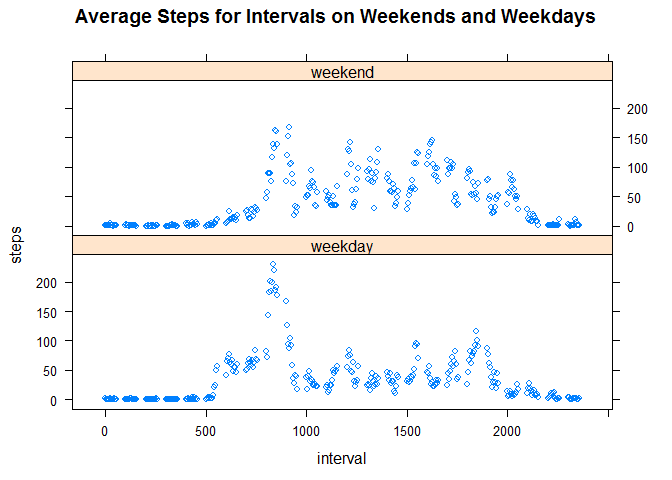 Average Steps for Intervals on Weekends and Weekdays
weekend
200
150
100
50
0
steps
weekday
200
150
100
50
0
0 500 1000 1500 2000
interval